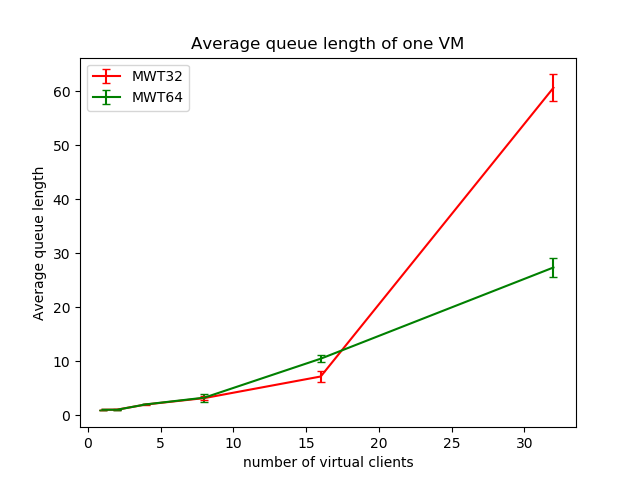 Average queue length of one VM
MWT32
MWT64
Average queue length
60
50
40
30
20
10
0
0 5 10 15 20 25 30
number of virtual clients